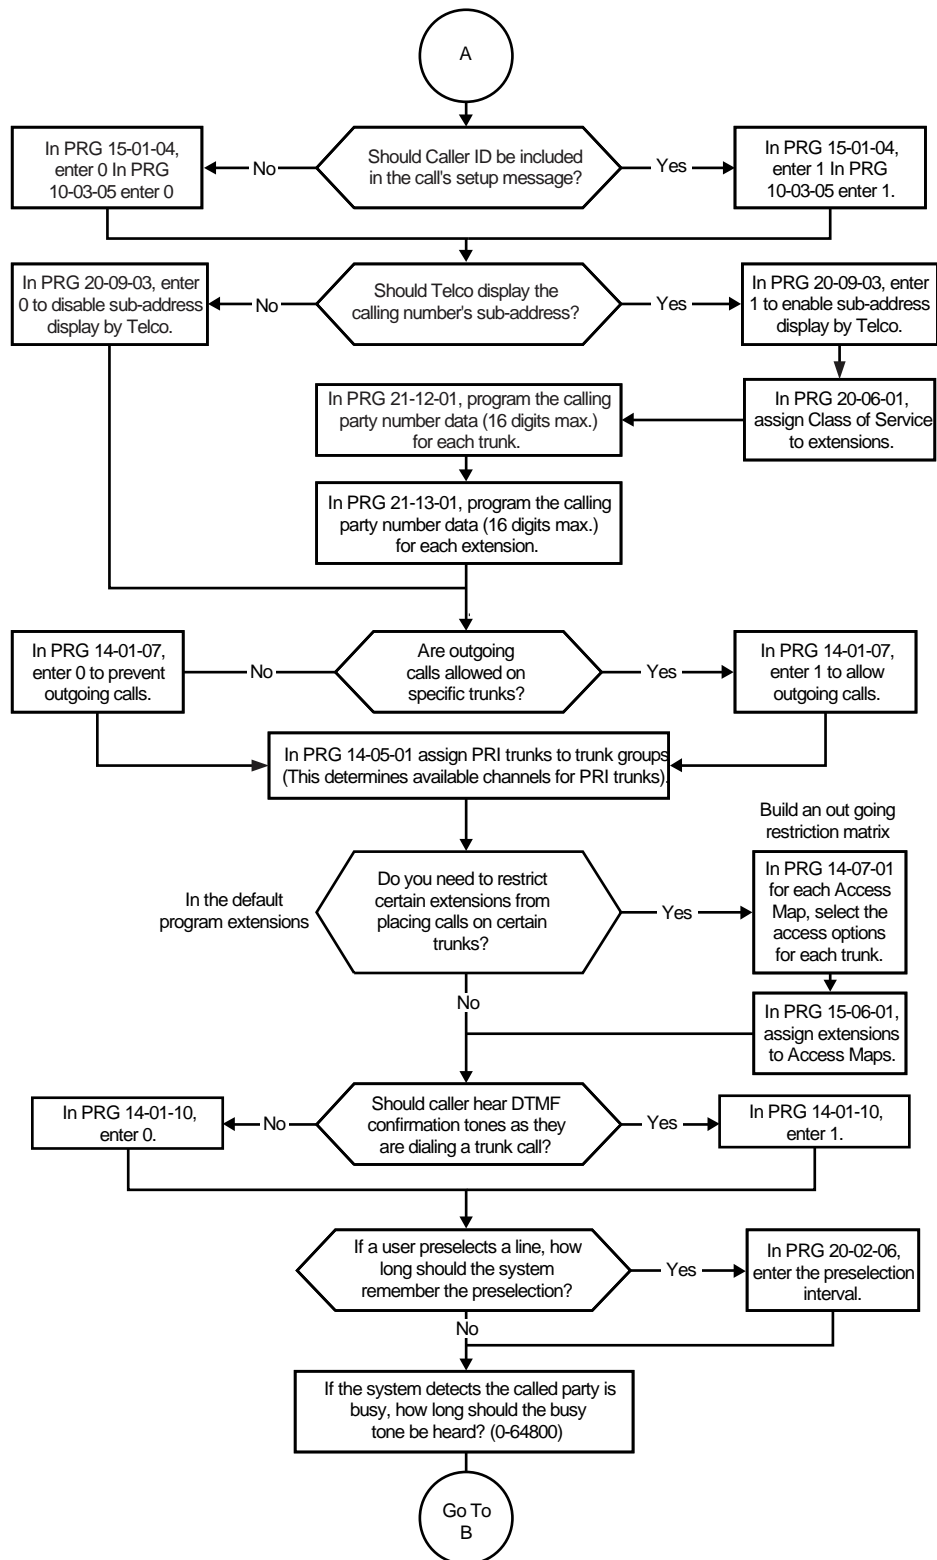 A
In PRG 15-01-04,
enter 0 In PRG
10-03-05 enter 0
No
Should Caller ID be included
in the call's setup message?
Yes
In PRG 15-01-04,
enter 1 In PRG
10-03-05 enter 1.
In PRG 20-09-03, enter
0 to disable sub-address
display by Telco.
No
Should Telco display the
calling number's sub-address?
Yes
In PRG 20-09-03, enter
1 to enable sub-address
display by Telco.
In PRG 21-12-01, program the calling
party number data (16 digits max.)
for each trunk.
In PRG 20-06-01,
assign Class of Service
to extensions.
In PRG 21-13-01, program the calling
party number data (16 digits max.)
for each extension.
In PRG 14-01-07,
enter 0 to prevent
outgoing calls.
No
Are outgoing
calls allowed on
specific trunks?
Yes
In PRG 14-01-07,
enter 1 to allow
outgoing calls.
In PRG 14-05-01 assign PRI trunks to trunk groups
(This determines available channels for PRI trunks).
Build an out going
restriction matrix
In the default
program extensions
Do you need to restrict
certain extensions from
placing calls on certain
trunks?
Yes
In PRG 14-07-01
for each Access
Map, select the
access options
for each trunk.
No
In PRG 15-06-01,
assign extensions
to Access Maps.
In PRG 14-01-10,
enter 0.
No
Should caller hear DTMF
confirmation tones as they
are dialing a trunk call?
Yes
In PRG 14-01-10,
enter 1.
If a user preselects a line, how
long should the system
remember the preselection?
Yes
In PRG 20-02-06,
enter the preselection
interval.
No
If the system detects the called party is
busy, how long should the busy
tone be heard? (0-64800)
Go To
B